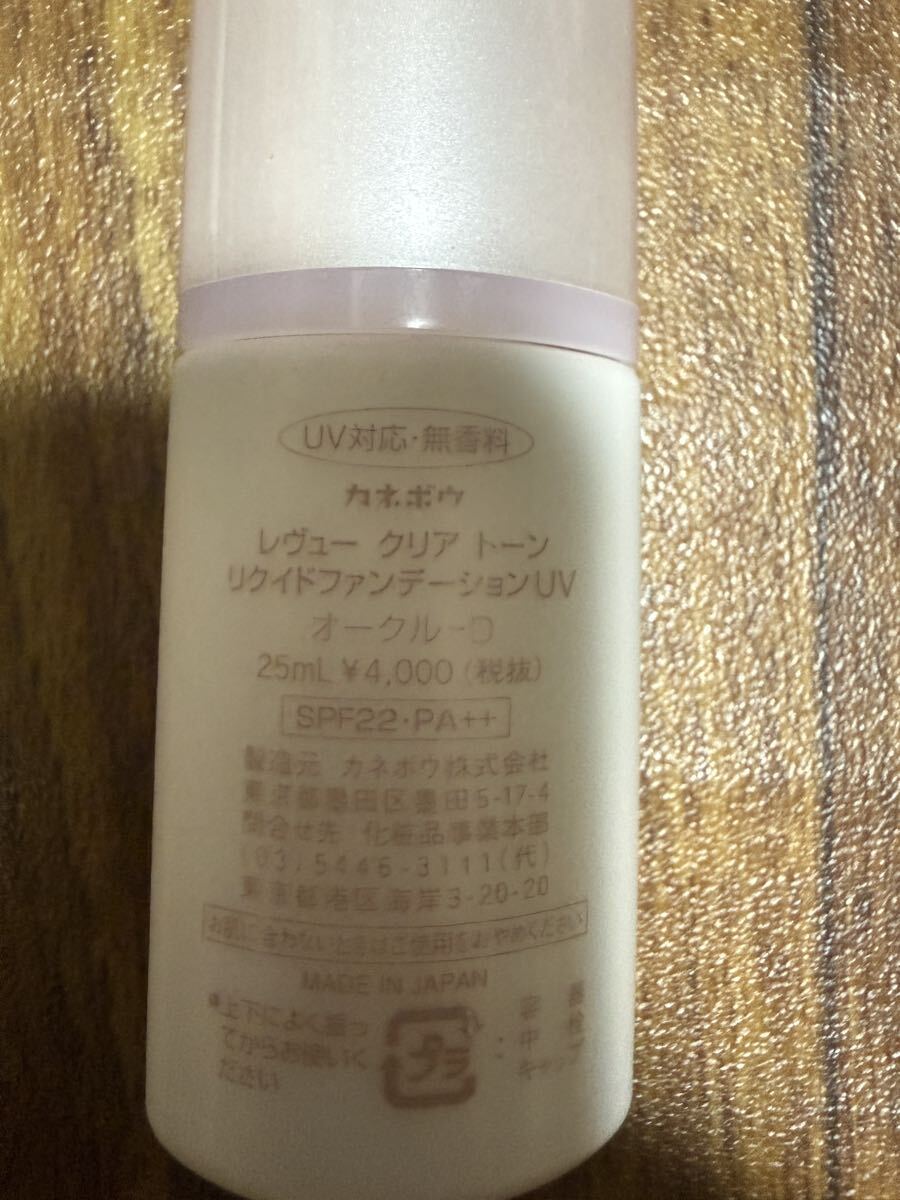 UV対応・無香料
カネボウ
レヴュー クリア トーン
リクイドファンデーションUV
オークル-D
25mL ¥4,000(税抜)
SPF22・PA++
製造元 カネボウ株式会社
東京都墨田区墨田5-17-4
問合せ先 化粧品事業本部
(03)5446-3111(代)
東京都港区海岸3-20-20
お肌に合わないときはご使用をおやめください
MADE IN JAPAN
●上下によく振っ
てからお使いく
ださい
プラ
: 容器
中栓
キャップ